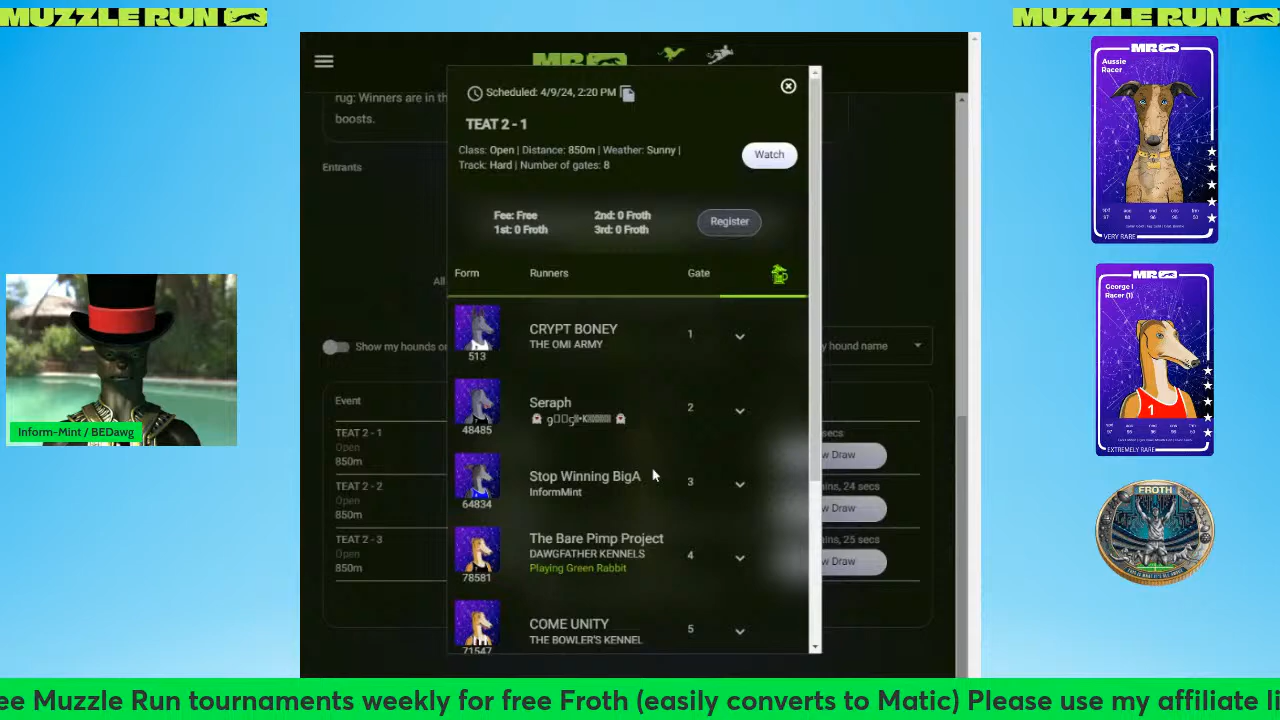 MUZZLE RUN
MUZZLE RUN
MR
Scheduled: 4/9/24, 2:20 PM
rug: Winners are in th
boosts.
TEAT 2 - 1
Class: Open | Distance: 850m | Weather: Sunny |
Track: Hard | Number of gates: 8
Watch
Entrants
Fee: Free
1st: 0 Froth
2nd: 0 Froth
3rd: 0 Froth
Register
Form Runners Gate
All
CRYPT BONEY
THE OMI ARMY
1
513
Show my hounds on
y hound name
Seraph
2
48485
Event
TEAT 2 - 1
Open
850m
secs
w Draw
Stop Winning BigA
InformMint
3
64834
TEAT 2 - 2
Open
850m
ins, 24 secs
w Draw
The Bare Pimp Project
DAWGFATHER KENNELS
Playing Green Rabbit
4
78581
TEAT 2 - 3
Open
850m
ins, 25 secs
w Draw
COME UNITY
THE BOWLER'S KENNEL
5
71547
Inform-Mint / BEDawg
MR
Aussie
Racer
VERY RARE
MR
George I
Racer (1)
1
EXTREMELY RARE
FROTH
ee Muzzle Run tournaments weekly for free Froth (easily converts to Matic) Please use my affiliate li